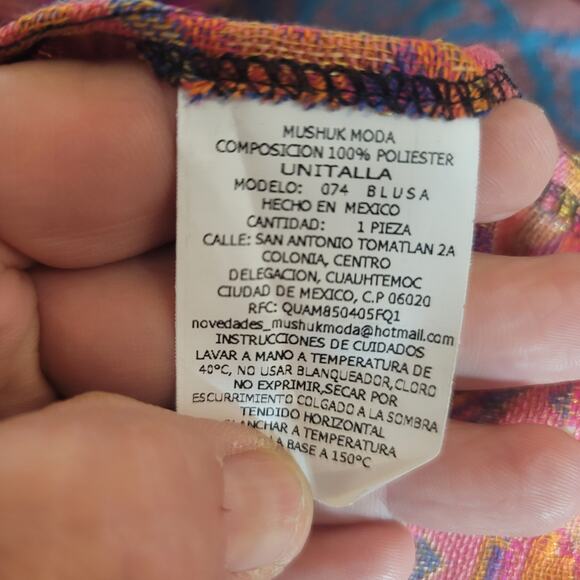 MUSHUK MODA
COMPOSICION 100% POLIESTER
UNITALLA
MODELO: 074 BLUSA
HECHO EN MEXICO
CANTIDAD: 1 PIEZA
CALLE: SAN ANTONIO TOMATLAN 2A
COLONIA, CENTRO
DELEGACION, CUAUHTEMOC
CIUDAD DE MEXICO, C.P 06020
RFC: QUAM850405FQ1
novedades_mushukmoda@hotmail.com
INSTRUCCIONES DE CUIDADOS
LAVAR A MANO A TEMPERATURA DE
40°C, NO USAR BLANQUEADOR,CLORO
NO EXPRIMIR,SECAR POR
ESCURRIMIENTO COLGADO A LA SOMBRA
TENDIDO HORIZONTAL
LANCHAR A TEMPERATURA
LA BASE A 150°C